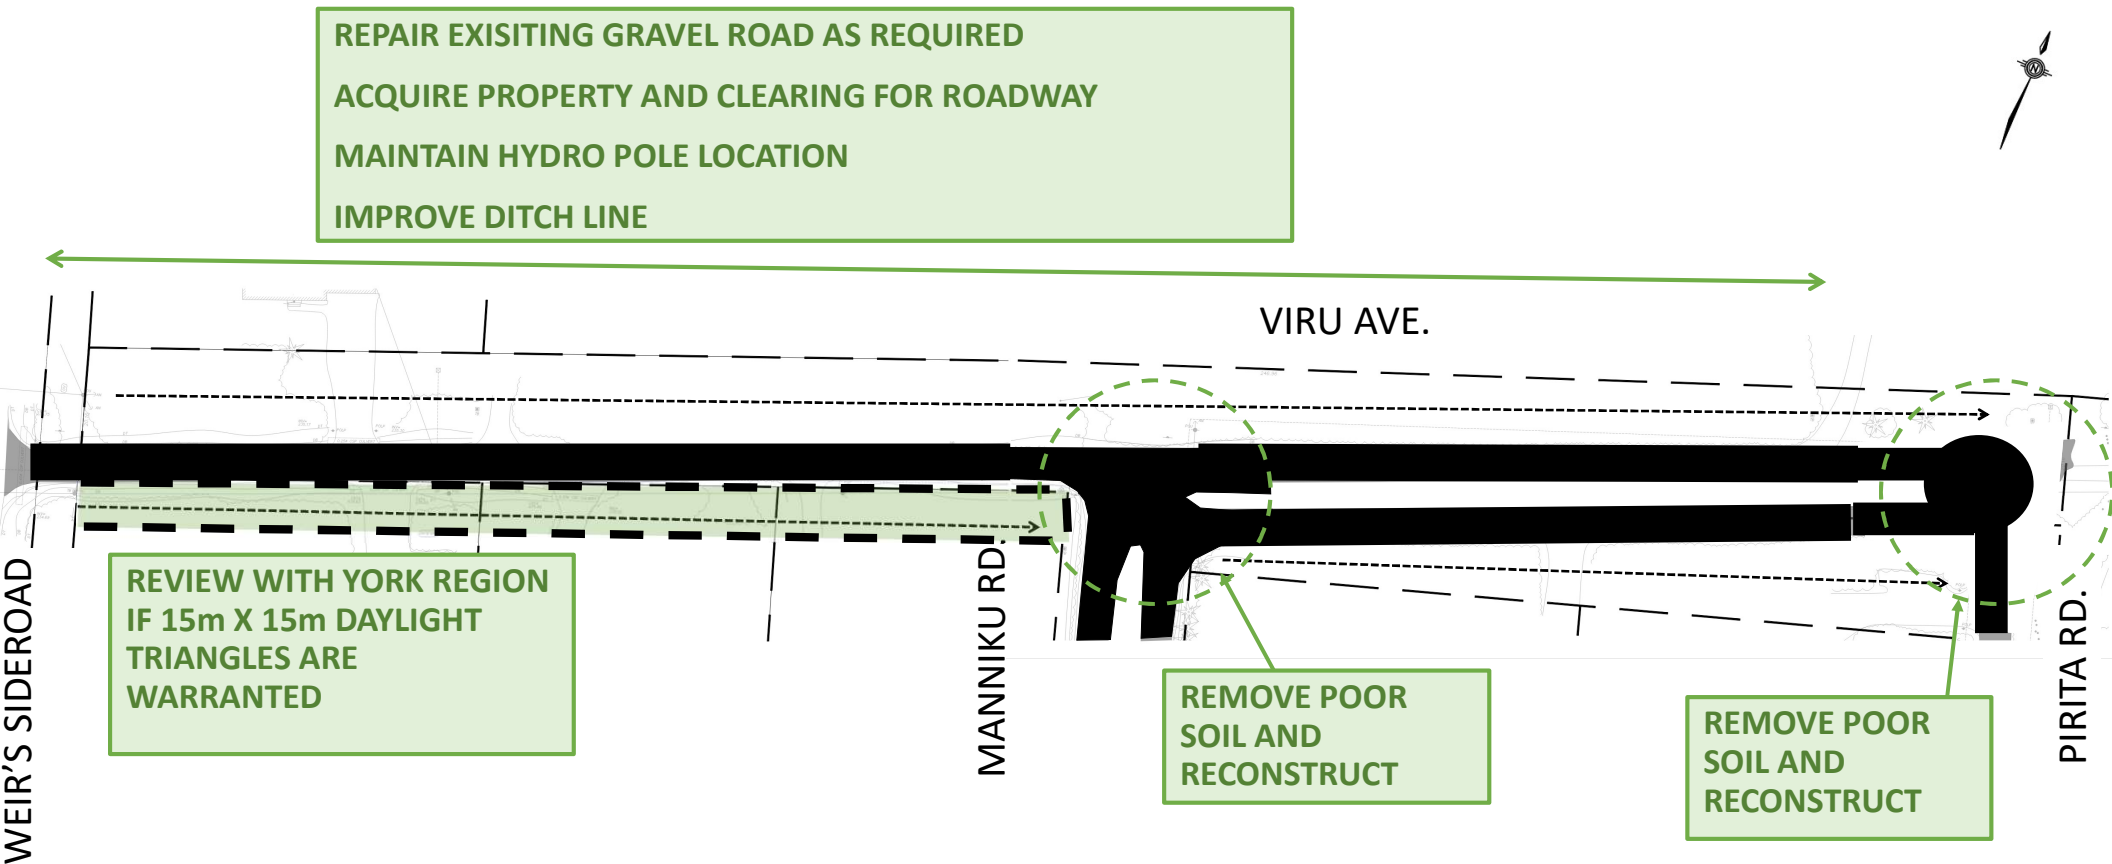 REPAIR EXISITING GRAVEL ROAD AS REQUIRED
ACQUIRE PROPERTY AND CLEARING FOR ROADWAY
MAINTAIN HYDRO POLE LOCATION
IMPROVE DITCH LINE
N
VIRU AVE.
WEIR'S SIDEROAD
REVIEW WITH YORK REGION
IF 15m X 15m DAYLIGHT
TRIANGLES ARE
WARRANTED
MANNIKU RD.
REMOVE POOR
SOIL AND
RECONSTRUCT
REMOVE POOR
SOIL AND
RECONSTRUCT
PIRITA RD.